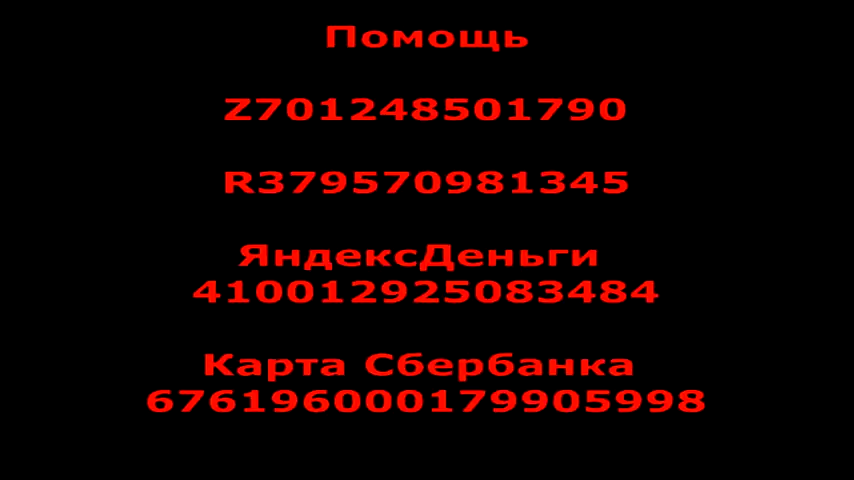 Помощь
Z701248501790
R379570981345
ЯндексДеньги
410012925083484
Карта Сбербанка
676196000179905998